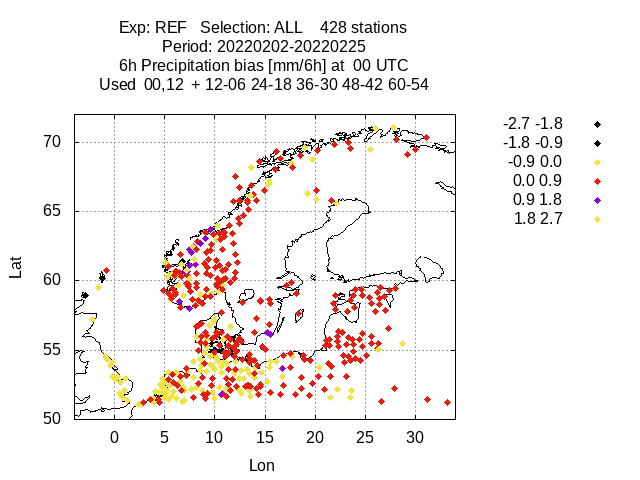 Exp: REF   Selection: ALL    428 stations
Period: 20220202-20220225
6h Precipitation bias [mm/6h] at  00 UTC
Used  00,12  + 12-06 24-18 36-30 48-42 60-54
-2.7 -1.8
-1.8 -0.9
-0.9 0.0
0.0 0.9
0.9 1.8
1.8 2.7
70
65
60
55
50
Lat
0 5 10 15 20 25 30
Lon